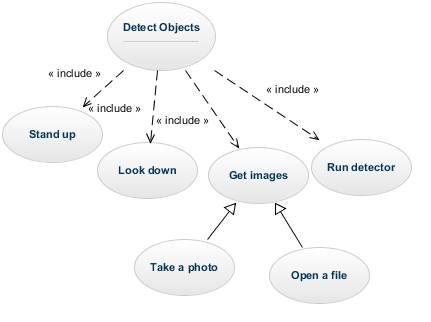 Detect Objects
« include »
« include »
« include »
« include »
Stand up
Look down
Get images
Run detector
Take a photo
Open a file